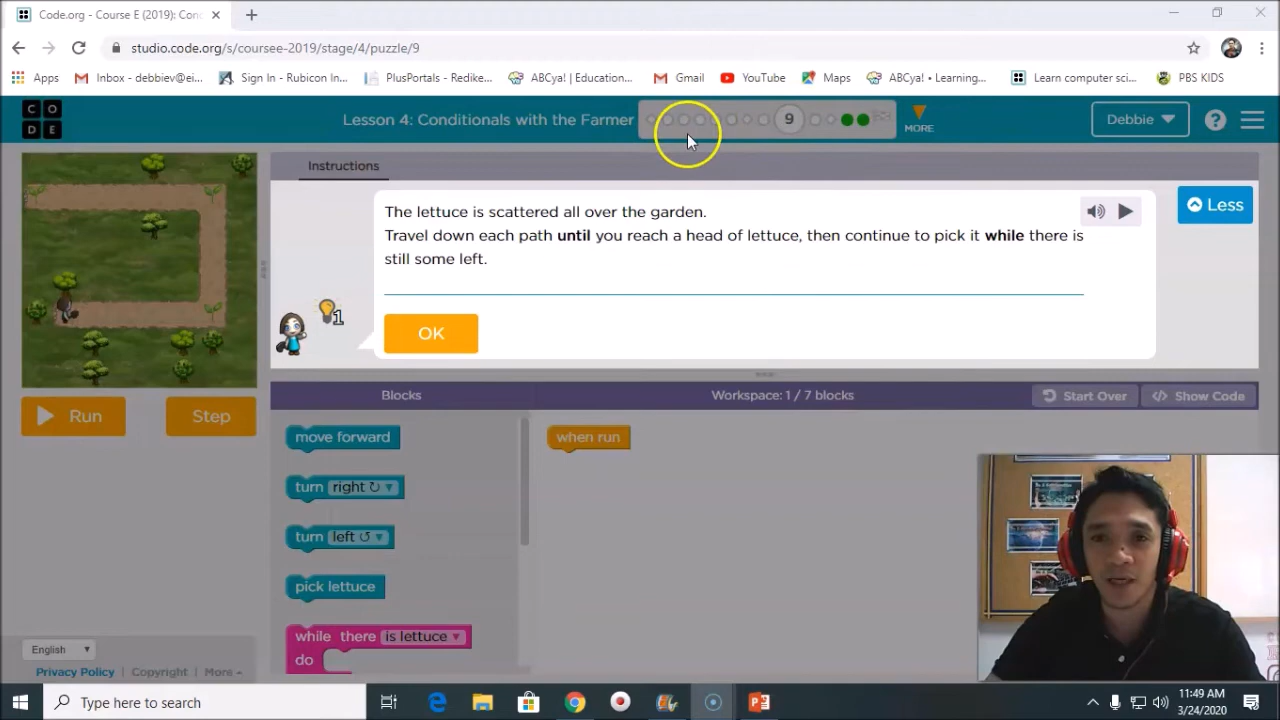 Code.org - Course E (2019): Con
studio.code.org/s/coursee-2019/stage/4/puzzle/9
Apps
Inbox - debbiev@ei...
Sign In - Rubicon In...
PlusPortals - Redike...
ABCya! | Education...
Gmail
YouTube
Maps
ABCya! • Learning...
Learn computer sci...
PBS KIDS
C O
D E
Lesson 4: Conditionals with the Farmer
9
MORE
Debbie
?
Instructions
The lettuce is scattered all over the garden.
Travel down each path until you reach a head of lettuce, then continue to pick it while there is
still some left.
Less
1
OK
Run
Step
Blocks
Workspace: 1 / 7 blocks
Start Over
</> Show Code
move forward
when run
turn right
turn left
pick lettuce
while there is lettuce
do
English
Privacy Policy
Copyright
More
Type here to search
11:49 AM
3/24/2020